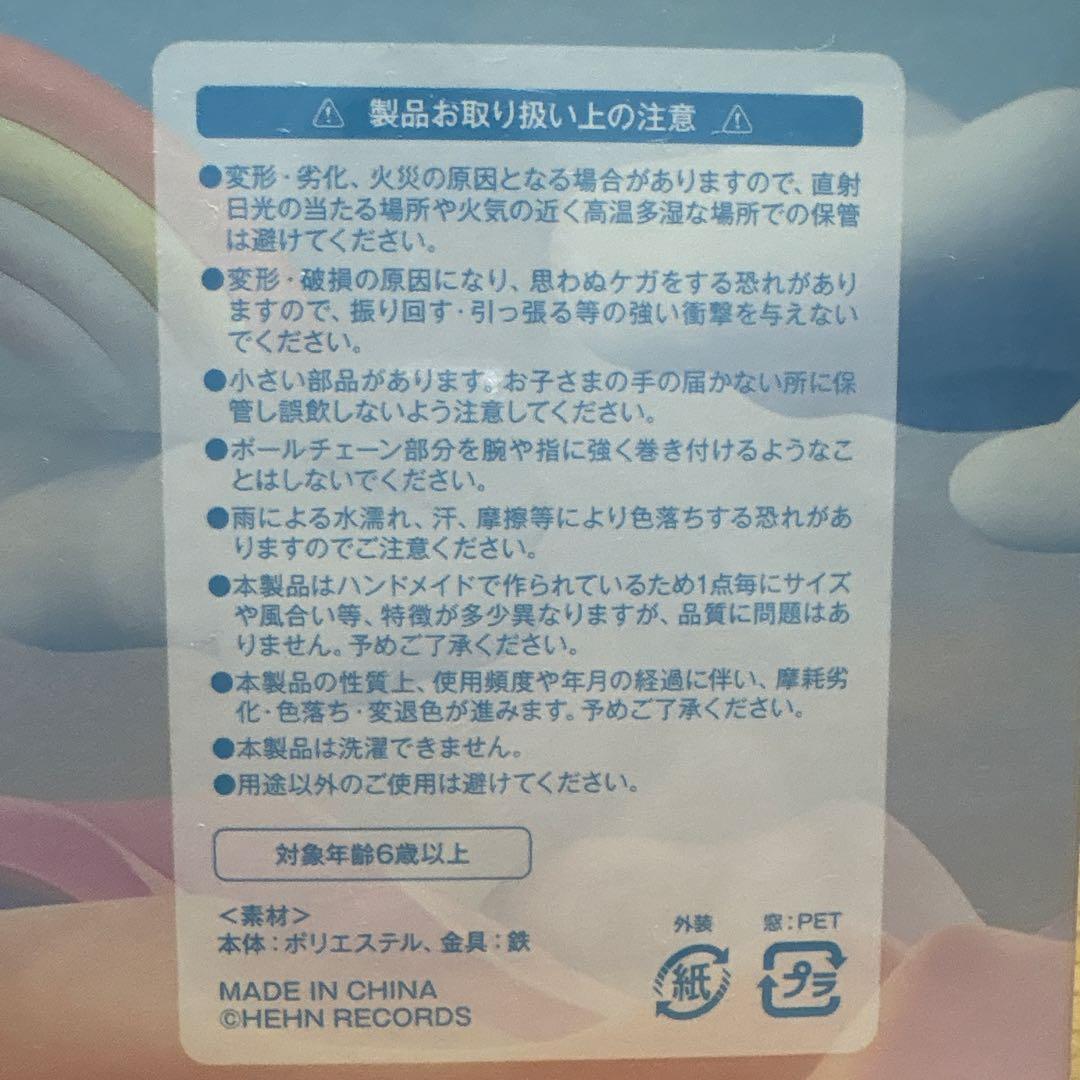 ⚠ 製品お取り扱い上の注意 ⚠
●変形・劣化、火災の原因となる場合がありますので、直射
日光の当たる場所や火気の近く高温多湿な場所での保管
は避けてください。
●変形・破損の原因になり、思わぬケガをする恐れがあり
ますので、振り回す・引っ張る等の強い衝撃を与えない
でください。
●小さい部品があります。お子さまの手の届かない所に保
管し誤飲しないよう注意してください。
●ボールチェーン部分を腕や指に強く巻き付けるようなこ
とはしないでください。
●雨による水濡れ、汗、摩擦等により色落ちする恐れがあ
りますのでご注意ください。
●本製品はハンドメイドで作られているため1点毎にサイズ
や風合い等、特徴が多少異なりますが、品質に問題はあ
りません。予めご了承ください。
●本製品の性質上、使用頻度や年月の経過に伴い、摩耗劣
化・色落ち・変退色が進みます。予めご了承ください。
●本製品は洗濯できません。
●用途以外のご使用は避けてください。
対象年齢6歳以上
＜素材＞
本体：ポリエステル、金具：鉄
MADE IN CHINA
©HEHN RECORDS
外装
紙
窓：PET
プラ